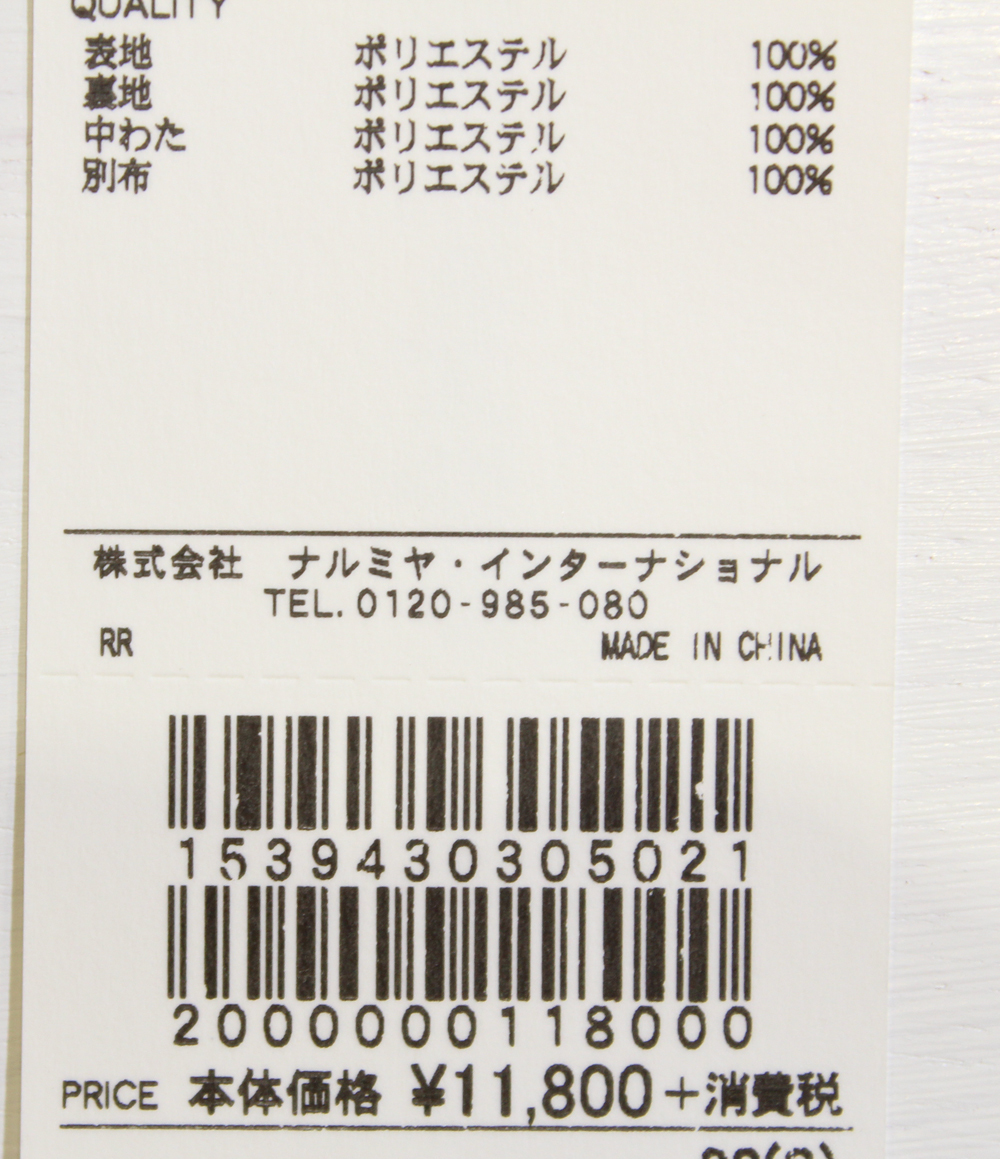 QUALITY
表地 ポリエステル 100%
裏地 ポリエステル 100%
中わた ポリエステル 100%
別布 ポリエステル 100%
株式会社 ナルミヤ・インターナショナル
TEL.0120-985-080
RR MADE IN CHINA
1539430305021
2000000118000
PRICE 本体価格 ¥11,800+消費税